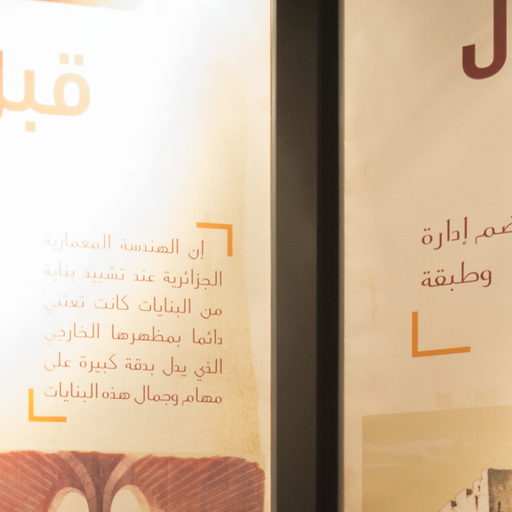 إن الهندسة المعمارية
الجزائرية عند تشييد بناية
من البنايات كانت تعتني
دائما بمظهرها الخارجي
الذي يدل بدقة كبيرة على
مهام وجمال هذه البنايات
إدارة
وطبقة